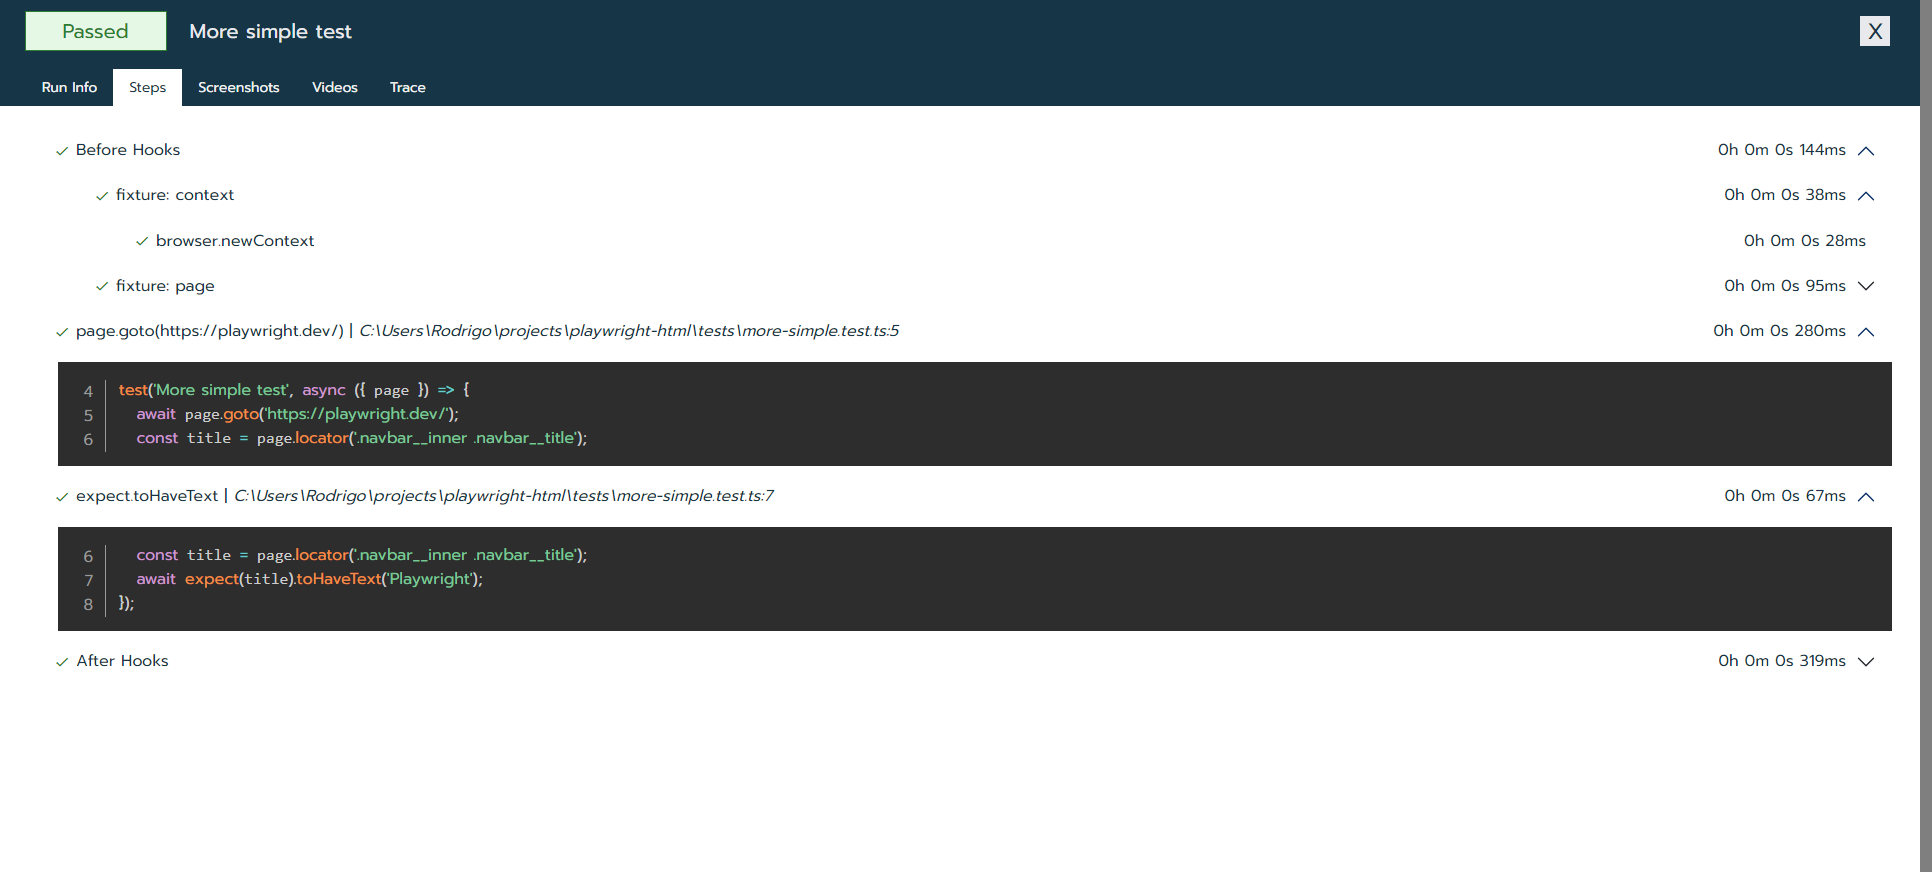 Passed More simple test X
Run Info Steps Screenshots Videos Trace
Before Hooks 0h 0m 0s 144ms
fixture: context 0h 0m 0s 38ms
browser.newContext 0h 0m 0s 28ms
fixture: page 0h 0m 0s 95ms
page.goto(https://playwright.dev/) | C:\Users\Rodrigo\projects\playwright-html\tests\more-simple.test.ts:5 0h 0m 0s 280ms
4 test('More simple test', async ({ page }) => {
5 await page.goto('https://playwright.dev/');
6 const title = page.locator('.navbar__inner .navbar__title');
expect.toHaveText | C:\Users\Rodrigo\projects\playwright-html\tests\more-simple.test.ts:7 0h 0m 0s 67ms
6 const title = page.locator('.navbar__inner .navbar__title');
7 await expect(title).toHaveText('Playwright');
8 });
After Hooks 0h 0m 0s 319ms